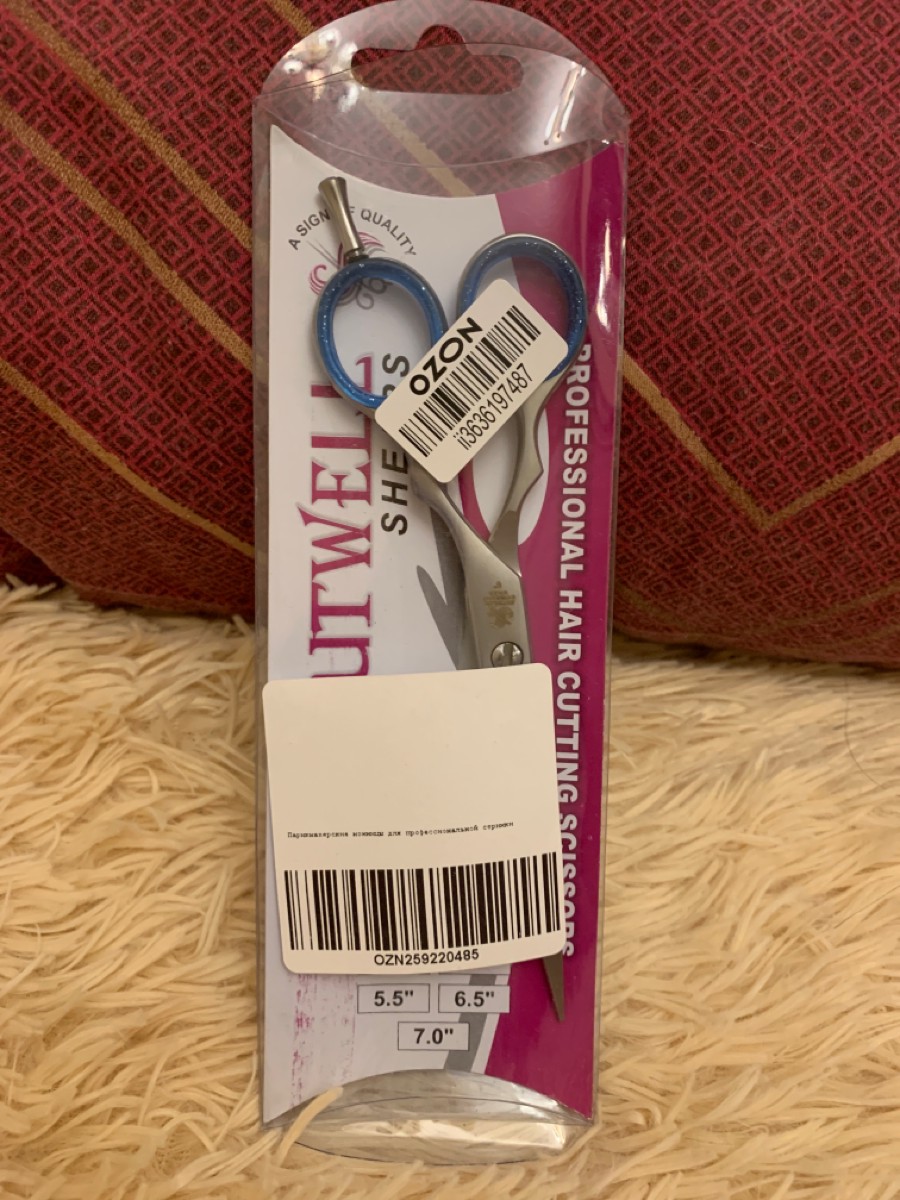 A SIGN OF QUALITY
UTWELL
SHE RS
PROFESSIONAL HAIR CUTTING SCISSORS
OZON
ii3636197487
Парикмахерские ножницы для профессиональной стрижки
OZN259220485
5.5" 6.5"
7.0"